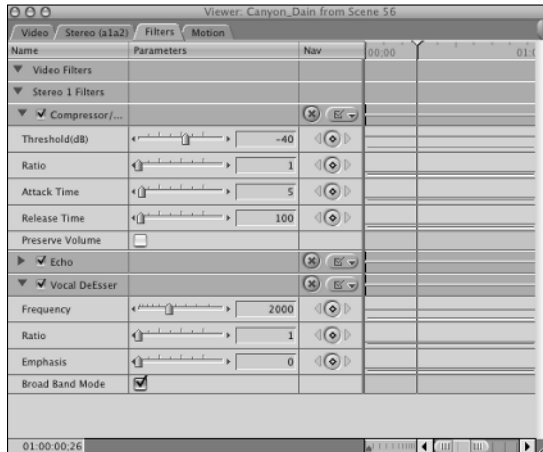 Viewer: Canyon_Dain from Scene 56
Video Stereo (a1a2) Filters Motion
Name Parameters Nav 00:00 01:0
Video Filters
Stereo 1 Filters
Compressor/...
Threshold(dB) -40
Ratio 1
Attack Time 5
Release Time 100
Preserve Volume
Echo
Vocal DeEsser
Frequency 2000
Ratio 1
Emphasis 0
Broad Band Mode
01:00:00;26